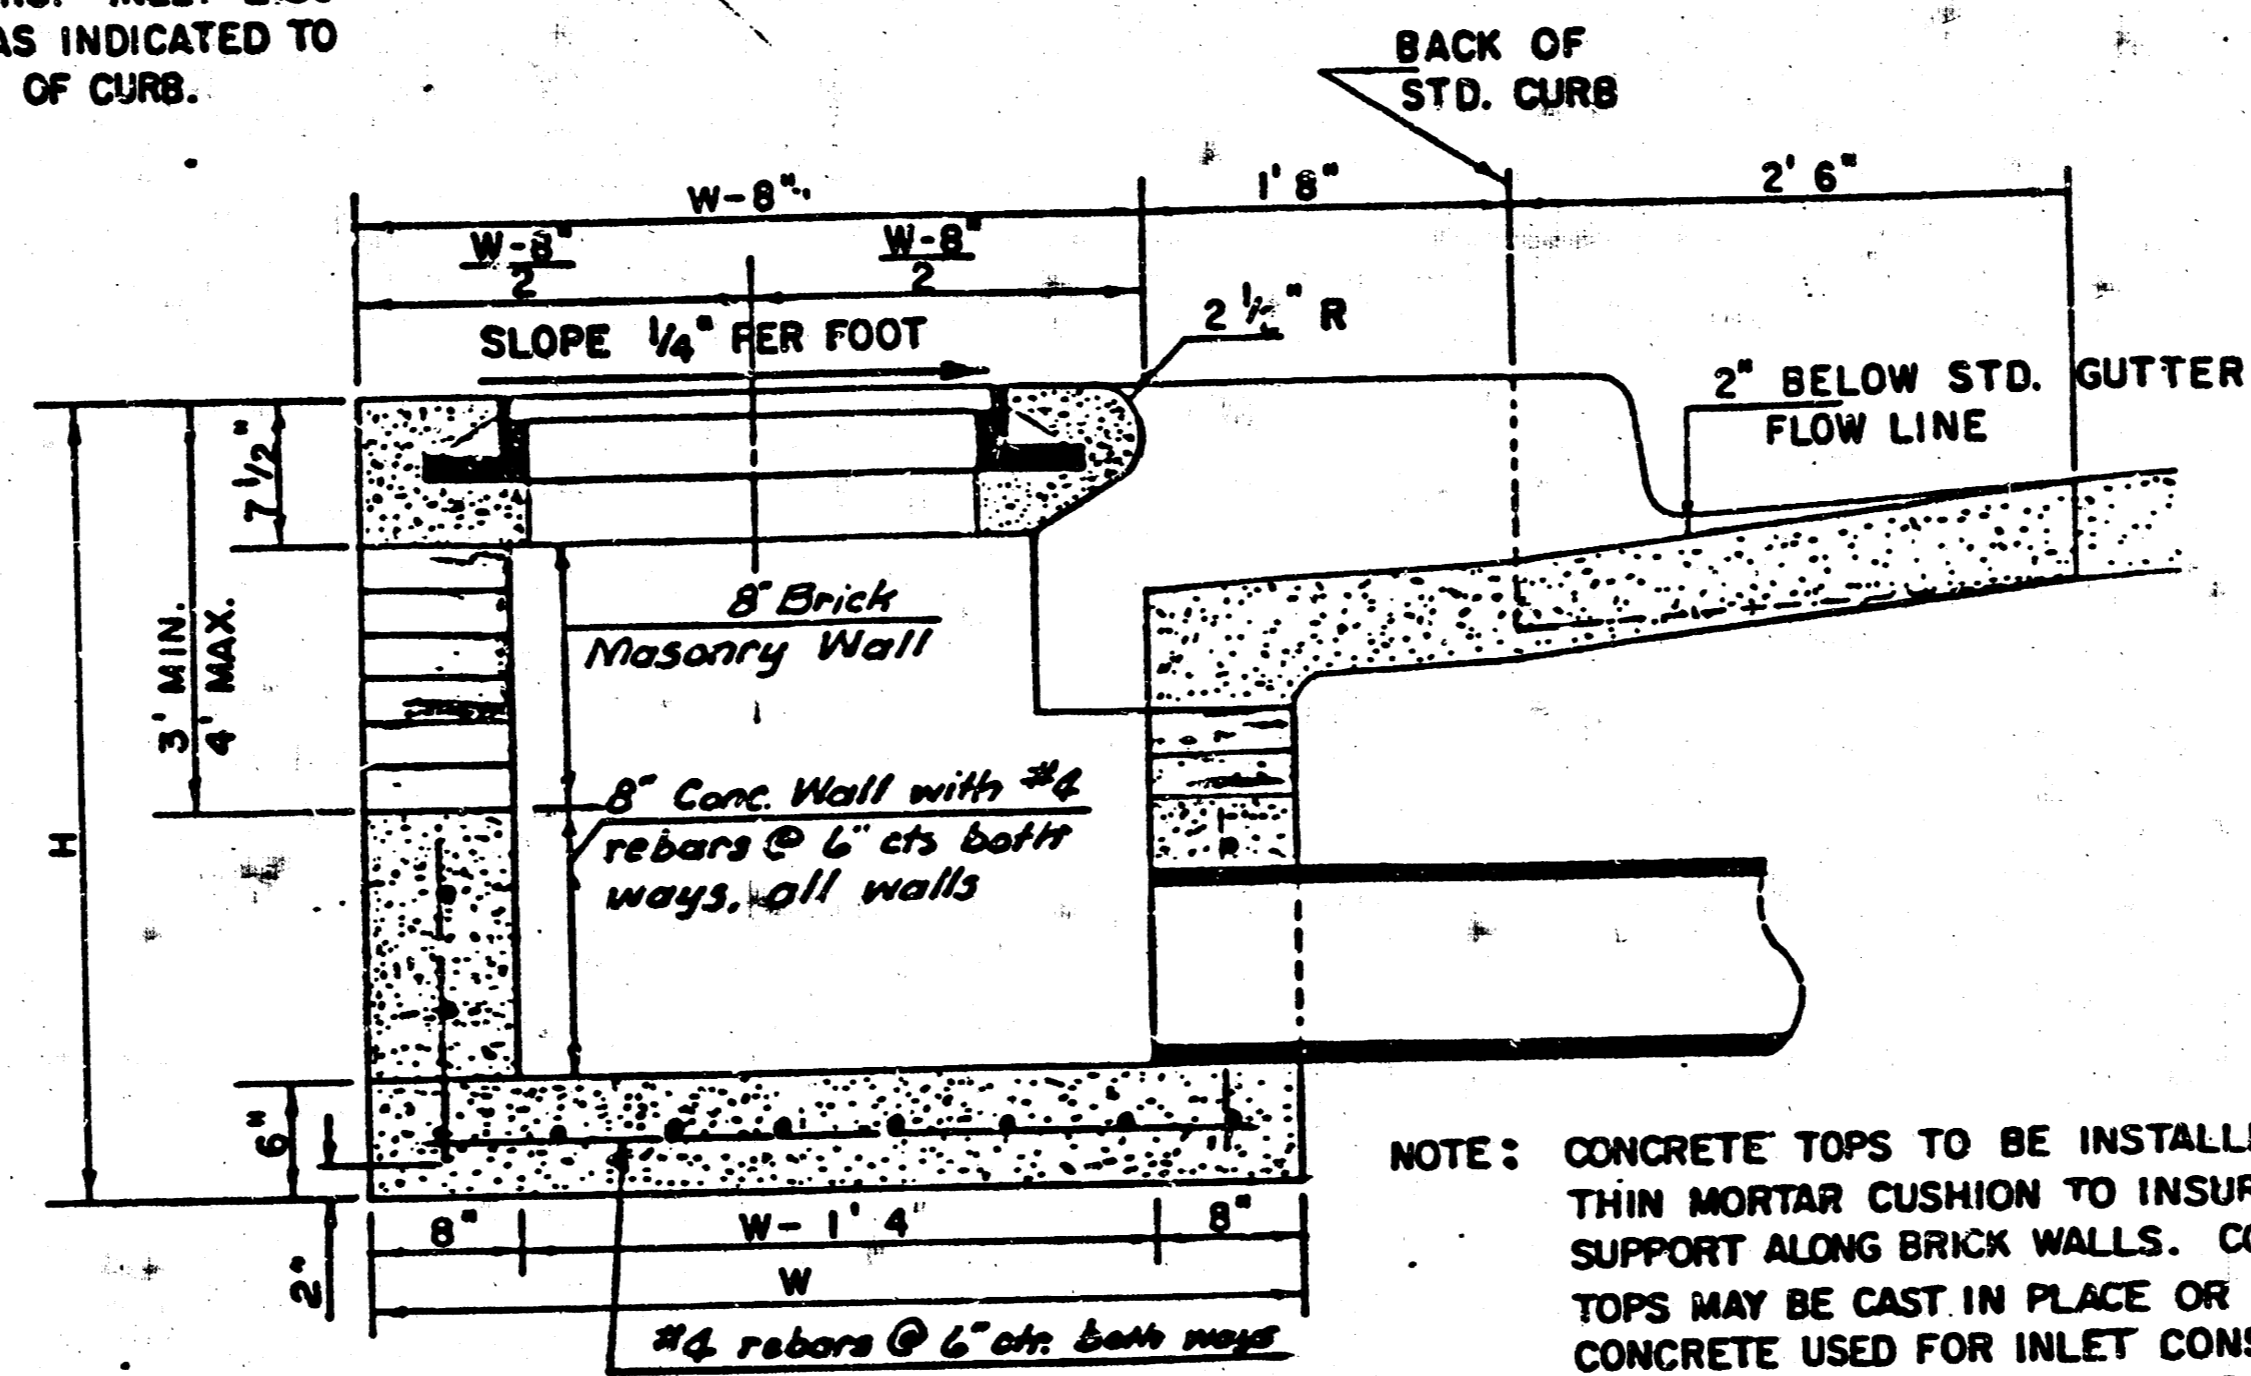 INLET
AS INDICATED TO
OF CURB.
BACK OF
STD. CURB
W-8"
1' 8"
2' 6"
W-8"
2
W-8"
2
2 1/2" R
SLOPE 1/4" PER FOOT
2" BELOW STD. GUTTER
FLOW LINE
7 1/2"
3' MIN.
4' MAX.
H
8" Brick
Masonry Wall
8" Conc. Wall with #4
rebars @ 6" cts both
ways, all walls
6"
2"
8"
W- 1' 4"
8"
W
#4 rebars @ 6" ctr. both ways
NOTE: CONCRETE TOPS TO BE
THIN MORTAR CUSHION TO
SUPPORT ALONG BRICK WALLS.
TOPS MAY BE CAST IN PLACE OR
CONCRETE USED FOR INLET